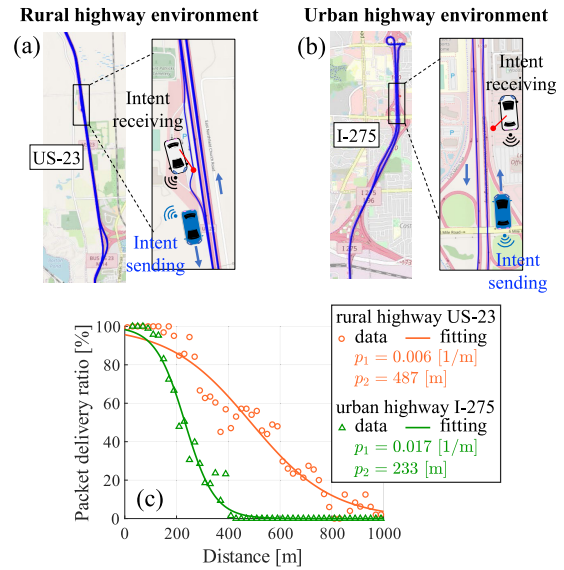 Rural highway environment
Urban highway environment
(a)
Intent
receiving
US-23
Intent
sending
(b)
Intent
receiving
I-275
Intent
sending
rural highway US-23
data fitting
p₁ = 0.006 [1/m]
p₂ = 487 [m]
urban highway I-275
data fitting
p₁ = 0.017 [1/m]
p₂ = 233 [m]
Packet delivery ratio [%]
100
80
60
40
20
0
(c)
0 200 400 600 800 1000
Distance [m]